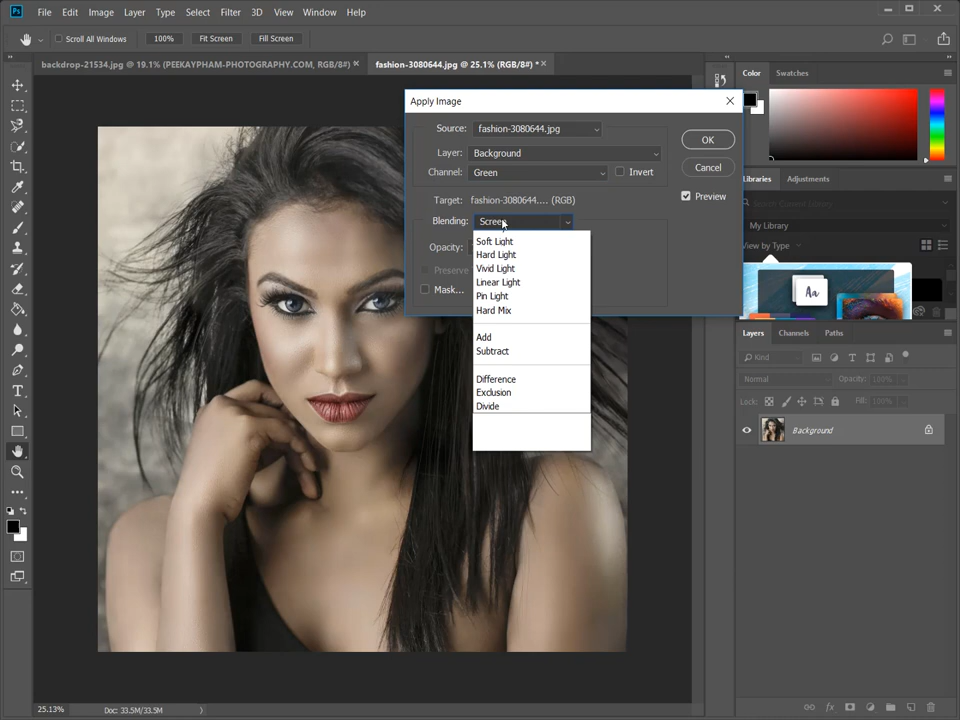 Ps File Edit Image Layer Type Select Filter 3D View Window Help
Scroll All Windows 100% Fit Screen Fill Screen
backdrop-21534.jpg @ 19.1% (PEEKAYPHAM-PHOTOGRAPHY.COM, RGB/8#) fashion-3080644.jpg @ 25.1% (RGB/8#) *
Color Swatches
Apply Image
Source: fashion-3080644.jpg
OK
Layer: Background
Cancel
Channel: Green Invert
Libraries Adjustments
Preview
Target: fashion-3080644.... (RGB)
Search Current Library
Blending: Screen
My Library
Soft Light
Opacity:
View by Type
Hard Light
Vivid Light
Preserve
Linear Light
Mask...
Pin Light
Aa
Hard Mix
Add
Layers Channels Paths
Subtract
Kind
Difference
Normal Opacity: 100%
Exclusion
Lock: Fill: 100%
Divide
Background
25.13% Doc: 33.5M/33.5M
fx